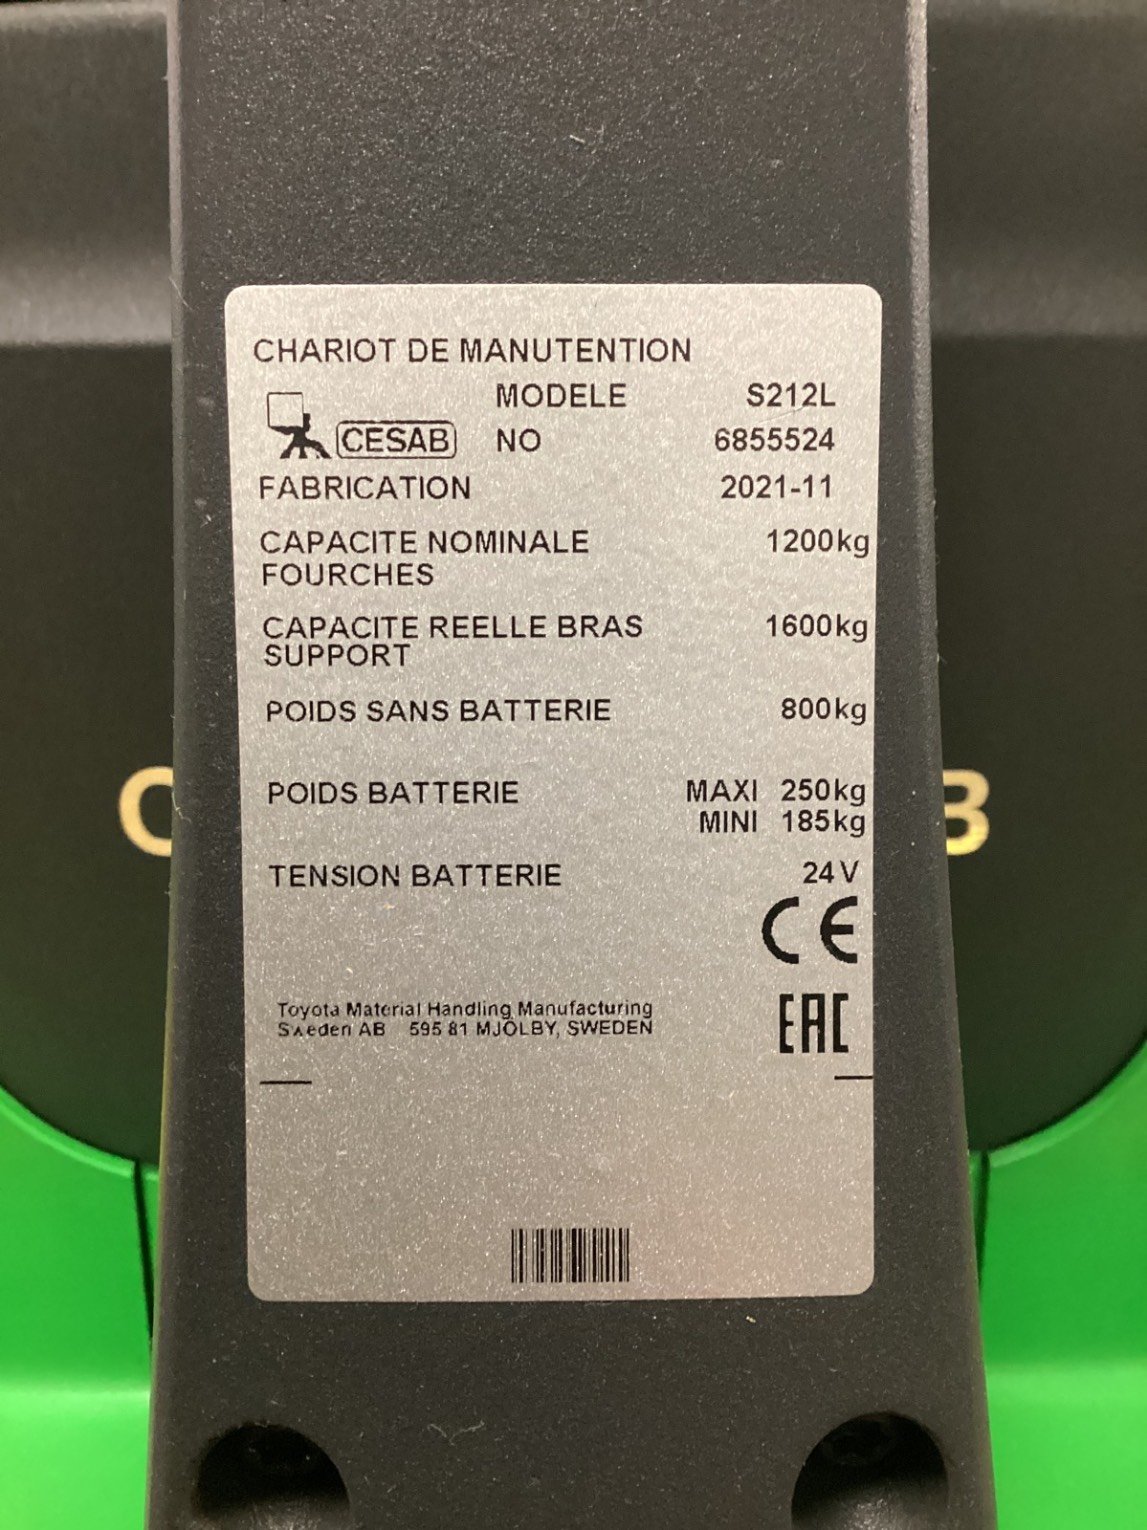 CHARIOT DE MANUTENTION
MODELE S212L
CESAB NO 6855524
FABRICATION 2021-11
CAPACITE NOMINALE 1200kg
FOURCHES
CAPACITE REELLE BRAS 1600kg
SUPPORT
POIDS SANS BATTERIE 800kg
POIDS BATTERIE MAXI 250kg
MINI 185kg
TENSION BATTERIE 24V
CE
Toyota Material Handling Manufacturing
Sweden AB 595 81 MJÖLBY, SWEDEN
EAC
C B